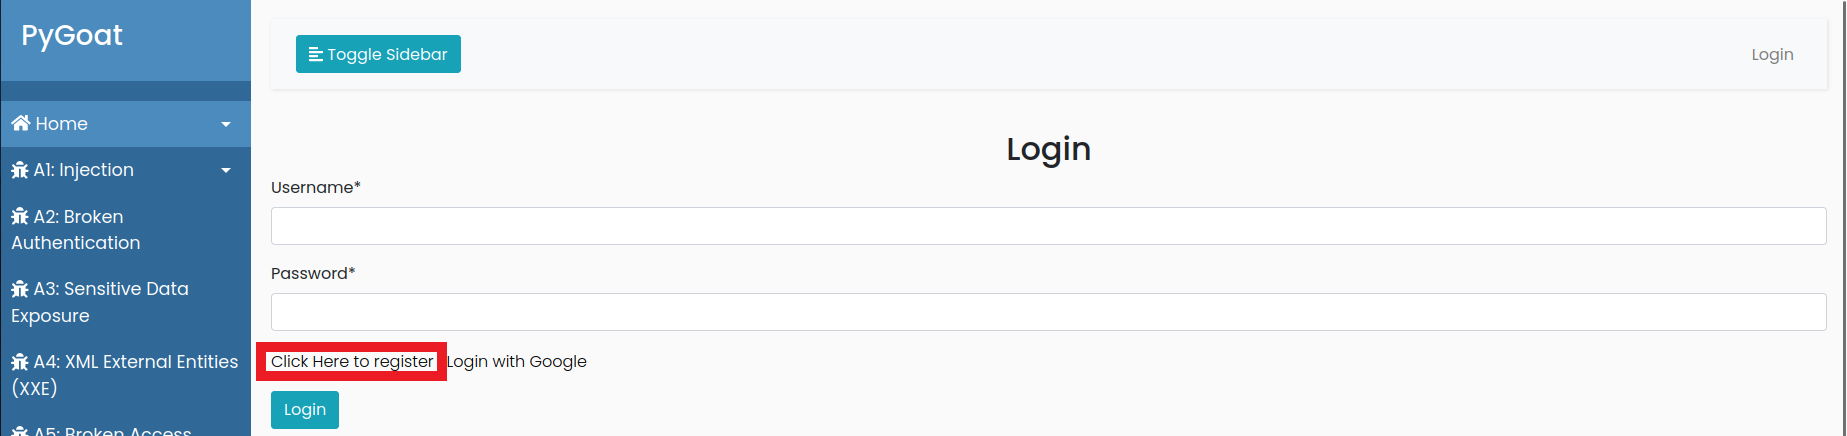 PyGoat
Home
A1: Injection
A2: Broken
Authentication
A3: Sensitive Data
Exposure
A4: XML External Entities
(XXE)
A5: Broken Access
Toggle Sidebar
Login
Login
Username*
Password*
Click Here to register Login with Google
Login